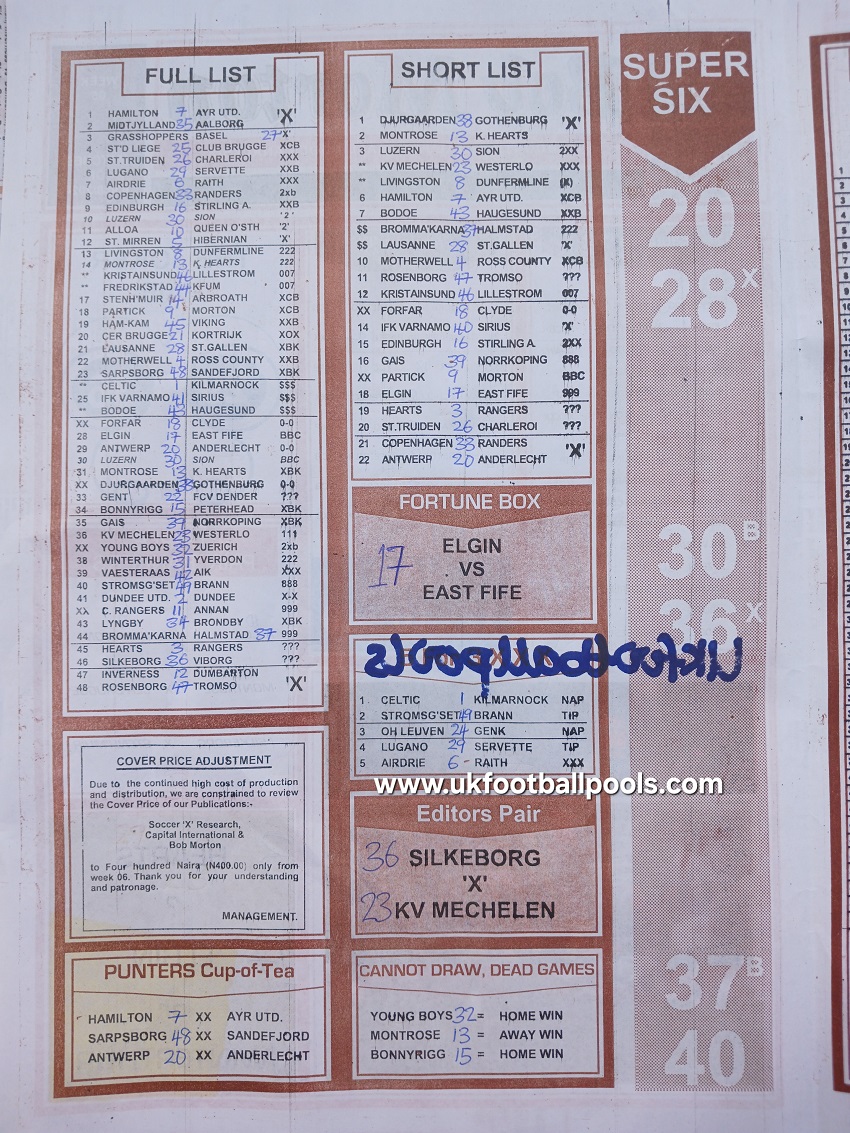 FULL LIST
1 HAMILTON 7 AYR UTD. 'X'
2 MIDTJYLLAND 35 AALBORG
3 GRASSHOPPERS BASEL 27 'X'
4 ST'D LIEGE 25 CLUB BRUGGE XCB
5 ST.TRUIDEN 26 CHARLEROI XXX
6 LUGANO 29 SERVETTE XXB
7 AIRDRIE 6 RAITH XXX
8 COPENHAGEN 33 RANDERS 2xb
9 EDINBURGH 16 STIRLING A. XXB
10 LUZERN 30 SION '2'
11 ALLOA 10 QUEEN O'STH '2'
12 ST. MIRREN 5 HIBERNIAN 'X'
13 LIVINGSTON 8 DUNFERMLINE 222
14 MONTROSE 13 K. HEARTS 222
** KRISTIANSUND 46 LILLESTROM 007
** FREDRIKSTAD 44 KFUM 007
17 STENH'MUIR 14 ARBROATH XCB
18 PARTICK 9 MORTON XCB
19 HAM-KAM 45 VIKING XXB
20 CER BRUGGE 21 KORTRIJK XOX
21 LAUSANNE 28 ST.GALLEN XBK
22 MOTHERWELL 4 ROSS COUNTY XXB
23 SARPSBORG 48 SANDEFJORD XBK
** CELTIC 1 KILMARNOCK $$$
25 IFK VARNAMO 41 SIRIUS $$$
** BODOE 43 HAUGESUND $$$
XX FORFAR 18 CLYDE 0-0
28 ELGIN 17 EAST FIFE BBC
29 ANTWERP 20 ANDERLECHT 0-0
30 LUZERN 30 SION BBC
31 MONTROSE 13 K. HEARTS XBK
XX DJURGAARDEN 38 GOTHENBURG 0-0
33 GENT 22 FCV DENDER ???
34 BONNYRIGG 15 PETERHEAD XBK
35 GAIS 39 NORRKOPING XBK
36 KV MECHELEN 23 WESTERLO 111
XX YOUNG BOYS 32 ZUERICH 2xb
38 WINTERTHUR 31 YVERDON 222
39 VAESTERAAS 42 AIK XXX
40 STROMSG'SET 49 BRANN 888
41 DUNDEE UTD. 2 DUNDEE X-X
XX C. RANGERS 11 ANNAN 999
43 LYNGBY 34 BRONDBY XBK
44 BROMMA'KARNA HALMSTAD 37 999
45 HEARTS 3 RANGERS ???
46 SILKEBORG 36 VIBORG ???
47 INVERNESS 12 DUMBARTON
48 ROSENBORG 47 TROMSO 'X'
COVER PRICE ADJUSTMENT
Due to the continued high cost of production
and distribution, we are constrained to review
the Cover Price of our Publications:-
Soccer 'X' Research,
Capital International &
Bob Morton
to Four hundred Naira (N400.00) only from
week 06. Thank you for your understanding
and patronage.
MANAGEMENT.
PUNTERS Cup-of-Tea
HAMILTON 7 XX AYR UTD.
SARPSBORG 48 XX SANDEFJORD
ANTWERP 20 XX ANDERLECHT
SHORT LIST
1 DJURGAARDEN 38 GOTHENBURG 'X'
2 MONTROSE 13 K. HEARTS
3 LUZERN 30 SION 2XX
** KV MECHELEN 23 WESTERLO XXX
** LIVINGSTON 8 DUNFERMLINE (X)
6 HAMILTON 7 AYR UTD. XCB
7 BODOE 43 HAUGESUND XXB
$$ BROMMA'KARNA 37 HALMSTAD 222
$$ LAUSANNE 28 ST.GALLEN 'X'
10 MOTHERWELL 4 ROSS COUNTY XCB
11 ROSENBORG 47 TROMSO ???
12 KRISTINSUND 46 LILLESTROM 007
XX FORFAR 18 CLYDE 0-0
14 IFK VARNAMO 40 SIRIUS 'X'
15 EDINBURGH 16 STIRLING A. 2XX
16 GAIS 39 NORRKOPING 888
XX PARTICK 9 MORTON BBC
18 ELGIN 17 EAST FIFE 999
19 HEARTS 3 RANGERS ???
20 ST.TRUIDEN 26 CHARLEROI ???
21 COPENHAGEN 33 RANDERS 'X'
22 ANTWERP 20 ANDERLECHT
FORTUNE BOX
17 ELGIN
VS
EAST FIFE
Ukfootballpools
1 CELTIC 1 KILMARNOCK NAP
2 STROMSG'SET 49 BRANN TIP
3 OH LEUVEN 24 GENK NAP
4 LUGANO 29 SERVETTE TIP
5 AIRDRIE 6 - RAITH XXX
www.ukfootballpools.com
Editors Pair
36 SILKEBORG
'X'
23 KV MECHELEN
CANNOT DRAW, DEAD GAMES
YOUNG BOYS 32 = HOME WIN
MONTROSE 13 = AWAY WIN
BONNYRIGG 15 = HOME WIN
SUPER
SIX
20
28 X
30 B
36 X
37 B
40